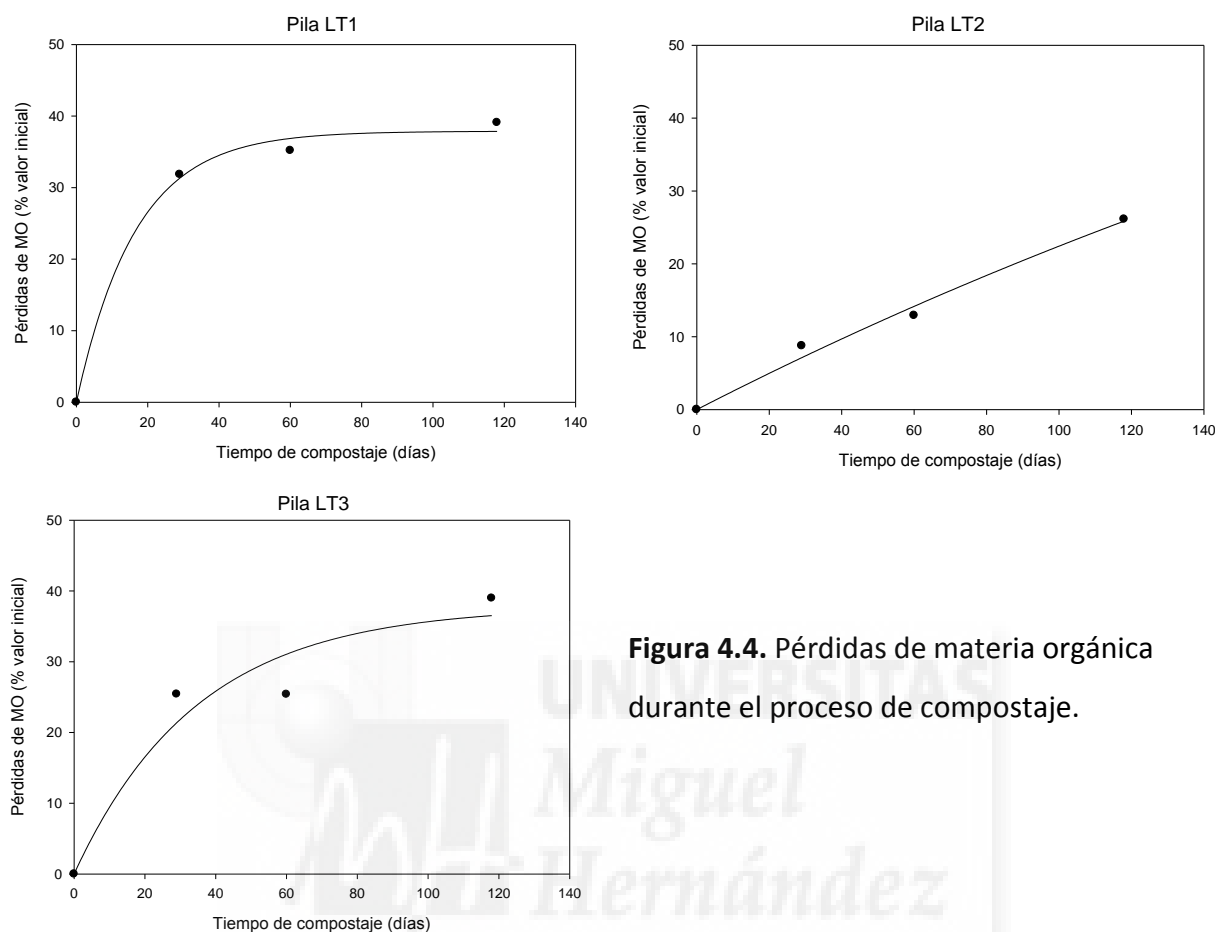 Pila LT1
50
40
30
20
10
0
Pérdidas de MO (% valor inicial)
0 20 40 60 80 100 120 140
Tiempo de compostaje (días)
Pila LT2
50
40
30
20
10
0
Pérdidas de MO (% valor inicial)
0 20 40 60 80 100 120 140
Tiempo de compostaje (días)
Pila LT3
50
40
30
20
10
0
Pérdidas de MO (% valor inicial)
0 20 40 60 80 100 120 140
Tiempo de compostaje (días)
Figura 4.4. Pérdidas de materia orgánica
durante el proceso de compostaje.
UNIVERSITAS
Miguel
Hernández